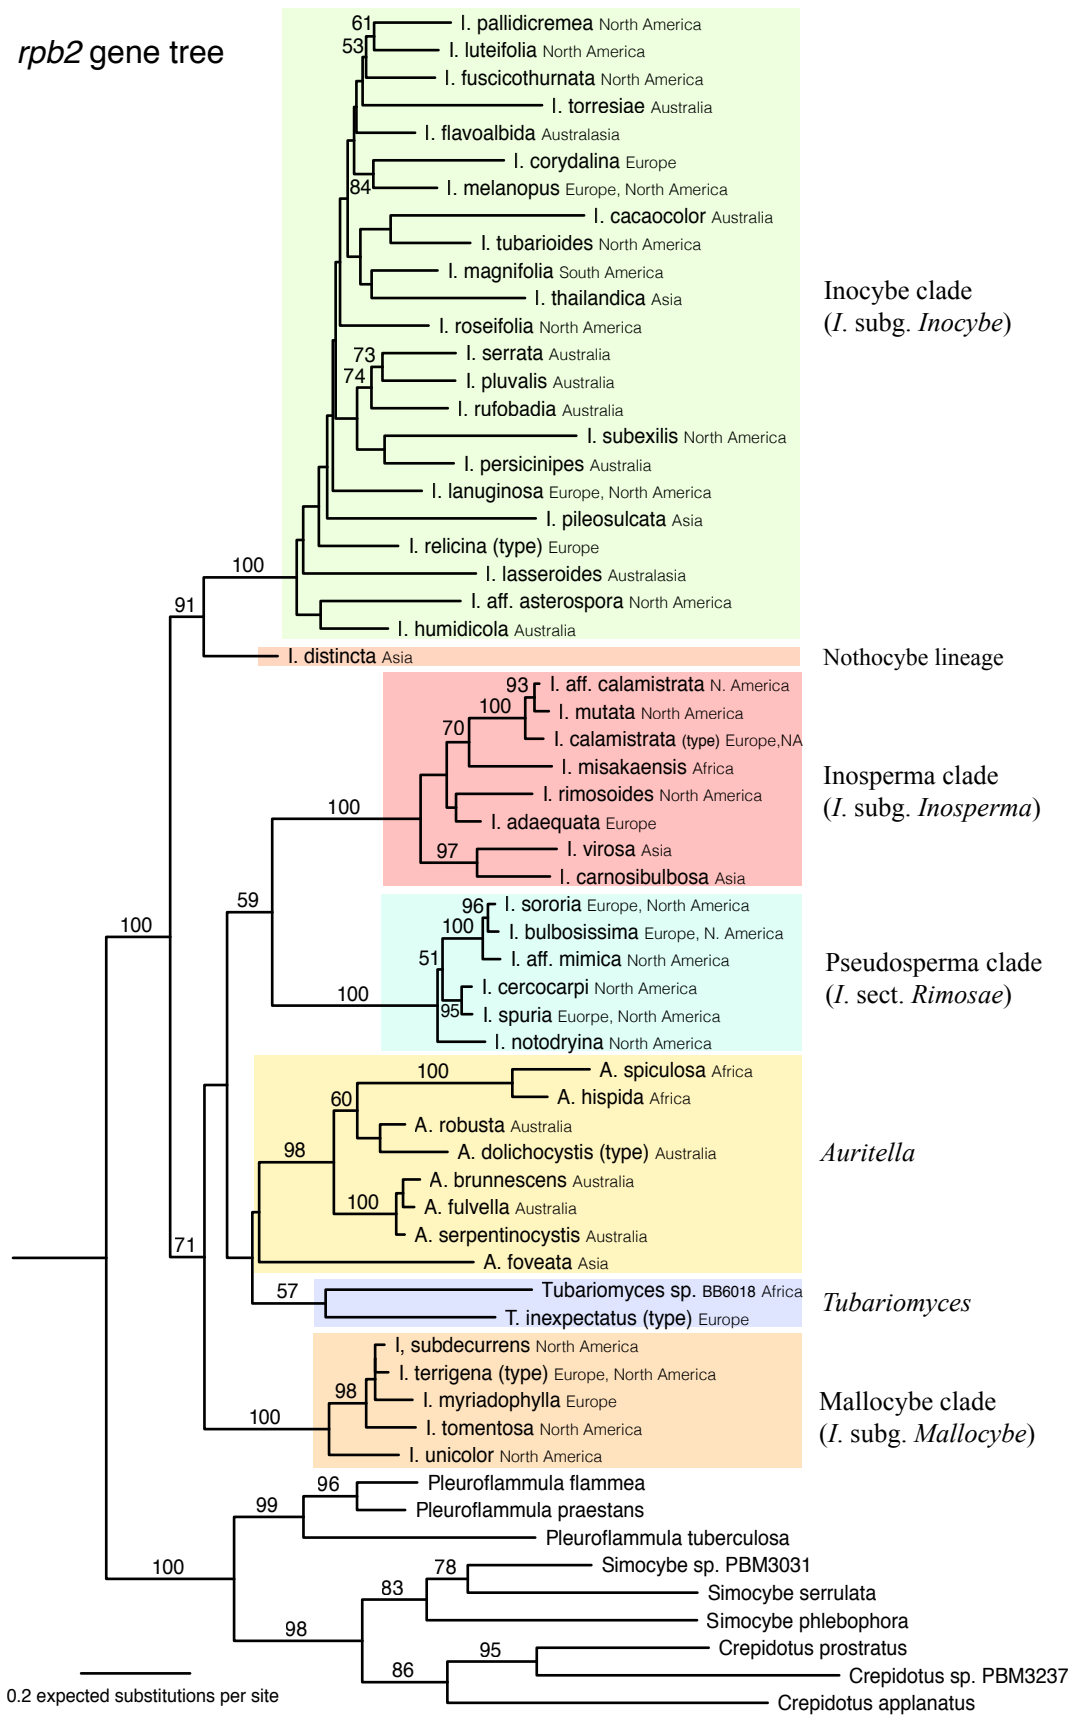 rpb2 gene tree
61
I. pallidicremea North America
53
I. luteifolia North America
I. fuscicothurnata North America
I. torresiae Australia
I. flavoalbida Australasia
I. corydalina Europe
84
I. melanopus Europe, North America
I. cacaocolor Australia
I. tubarioides North America
I. magnifolia South America
I. thailandica Asia
Inocybe clade
(I. subg. Inocybe)
I. roseifolia North America
73
I. serrata Australia
74
I. pluvalis Australia
I. rufobadia Australia
I. subexilis North America
I. persicinipes Australia
I. lanuginosa Europe, North America
I. pileosulcata Asia
I. relicina (type) Europe
100
I. lasseroides Australasia
I. aff. asterospora North America
91
I. humidicola Australia
I. distincta Asia
Nothocybe lineage
93
I. aff. calamistrata N. America
100
I. mutata North America
70
I. calamistrata (type) Europe,NA
I. misakaensis Africa
Inosperma clade
(I. subg. Inosperma)
I. rimosoides North America
100
I. adaequata Europe
97
I. virosa Asia
I. carnosibulbosa Asia
59
96
I. sororia Europe, North America
100
100
I. bulbosissima Europe, N. America
51
I. aff. mimica North America
Pseudosperma clade
(I. sect. Rimosae)
100
I. cercocarpi North America
95
I. spuria Euorpe, North America
I. notodryina North America
100
A. spiculosa Africa
60
A. hispida Africa
A. robusta Australia
98
A. dolichocystis (type) Australia
Auritella
A. brunnescens Australia
100
A. fulvella Australia
A. serpentinocystis Australia
71
A. foveata Asia
57
Tubariomyces sp. BB6018 Africa
Tubariomyces
T. inexpectatus (type) Europe
I, subdecurrens North America
I. terrigena (type) Europe, North America
98
I. myriadophylla Europe
Mallocybe clade
(I. subg. Mallocybe)
100
I. tomentosa North America
I. unicolor North America
96
Pleuroflammula flammea
99
Pleuroflammula praestans
Pleuroflammula tuberculosa
100
78
Simocybe sp. PBM3031
83
Simocybe serrulata
Simocybe phlebophora
98
95
Crepidotus prostratus
86
Crepidotus sp. PBM3237
Crepidotus applanatus
0.2 expected substitutions per site